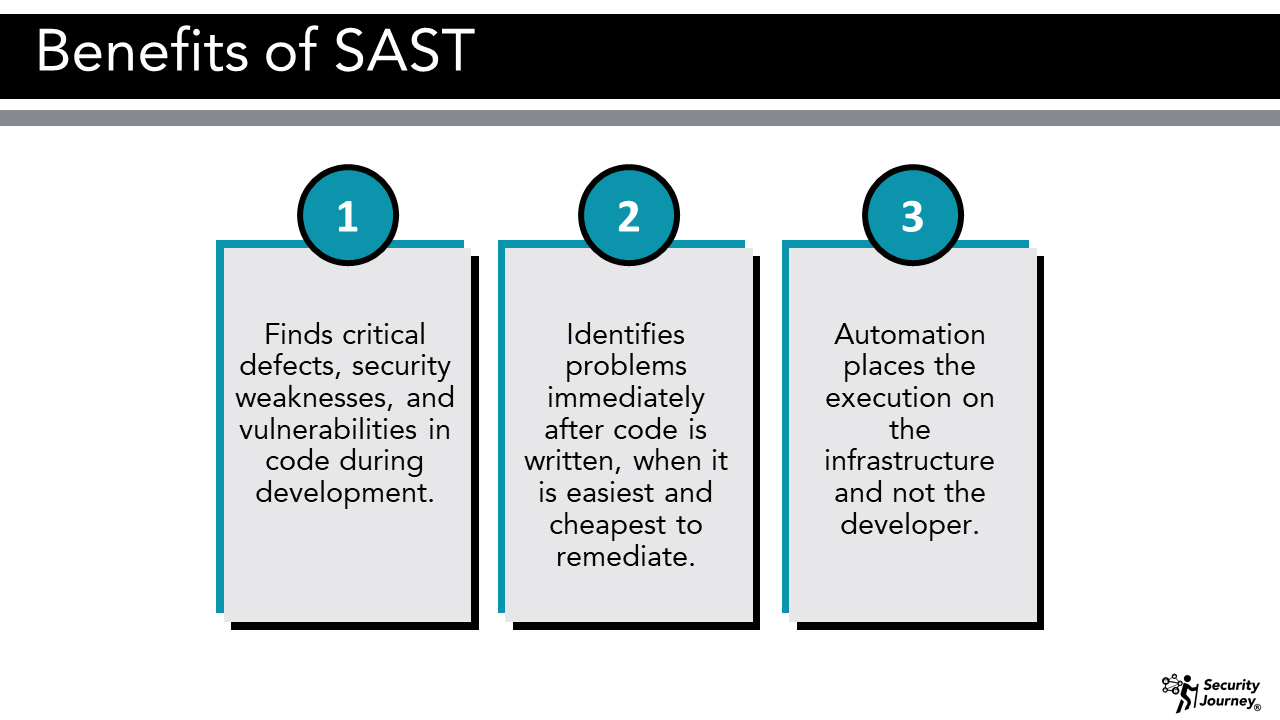 Benefits of SAST
1
Finds critical
defects, security
weaknesses, and
vulnerabilities in
code during
development.
2
Identifies
problems
immediately
after code is
written, when it
is easiest and
cheapest to
remediate.
3
Automation
places the
execution on
the
infrastructure
and not the
developer.
Security
Journey®